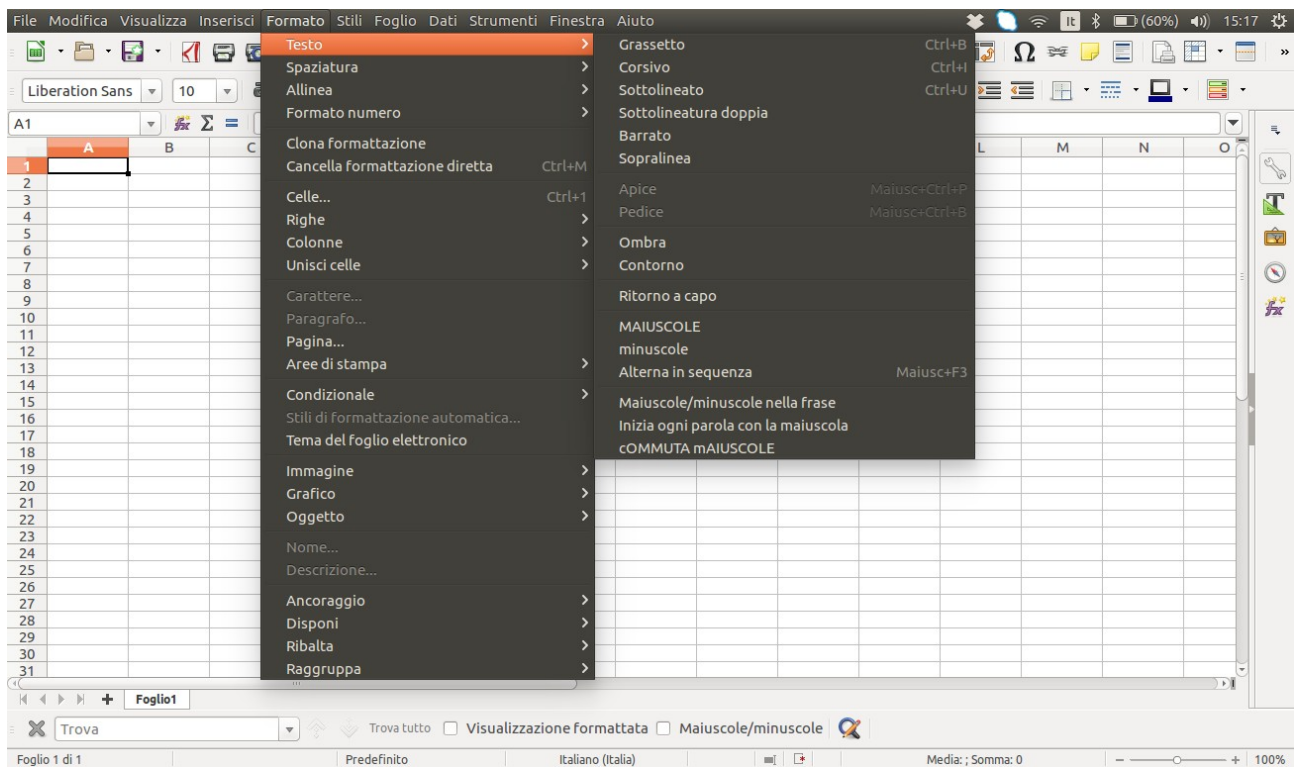 File Modifica Visualizza Inserisci Formato Stili Foglio Dati Strumenti Finestra Aiuto It (60%) 15:17
Liberation Sans 10
A1
A B C L M N O
Testo
Spaziatura
Allinea
Formato numero
Clona formattazione
Cancella formattazione diretta Ctrl+M
Celle... Ctrl+1
Righe
Colonne
Unisci celle
Carattere...
Paragrafo...
Pagina...
Aree di stampa
Condizionale
Stili di formattazione automatica...
Tema del foglio elettronico
Immagine
Grafico
Oggetto
Nome...
Descrizione...
Ancoraggio
Disponi
Ribalta
Raggruppa
Grassetto Ctrl+B
Corsivo Ctrl+I
Sottolineato Ctrl+U
Sottolineatura doppia
Barrato
Sopralinea
Apice Maiusc+Ctrl+P
Pedice Maiusc+Ctrl+B
Ombra
Contorno
Ritorno a capo
MAIUSCOLE
minuscole
Alterna in sequenza Maiusc+F3
Maiuscole/minuscole nella frase
Inizia ogni parola con la maiuscola
cOMMUTA mAIUSCOLE
1
2
3
4
5
6
7
8
9
10
11
12
13
14
15
16
17
18
19
20
21
22
23
24
25
26
27
28
29
30
31
Foglio1
Trova Trova tutto Visualizzazione formattata Maiuscole/minuscole
Foglio 1 di 1 Predefinito Italiano (Italia) Media: ; Somma: 0 100%